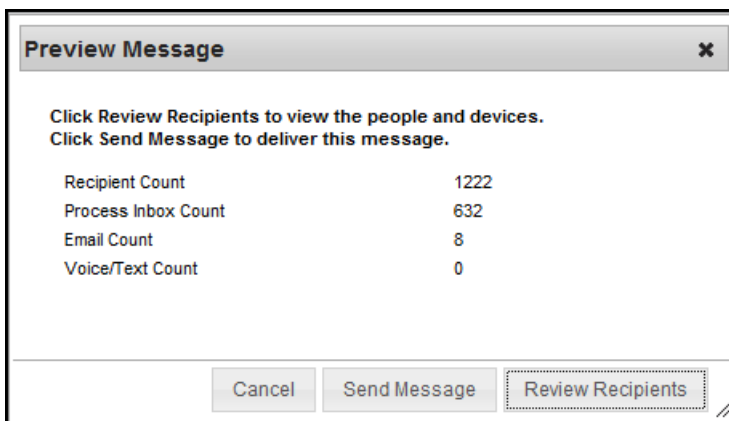 Preview Message
Click Review Recipients to view the people and devices.
Click Send Message to deliver this message.
Recipient Count 1222
Process Inbox Count 632
Email Count 8
Voice/Text Count 0
Cancel Send Message Review Recipients